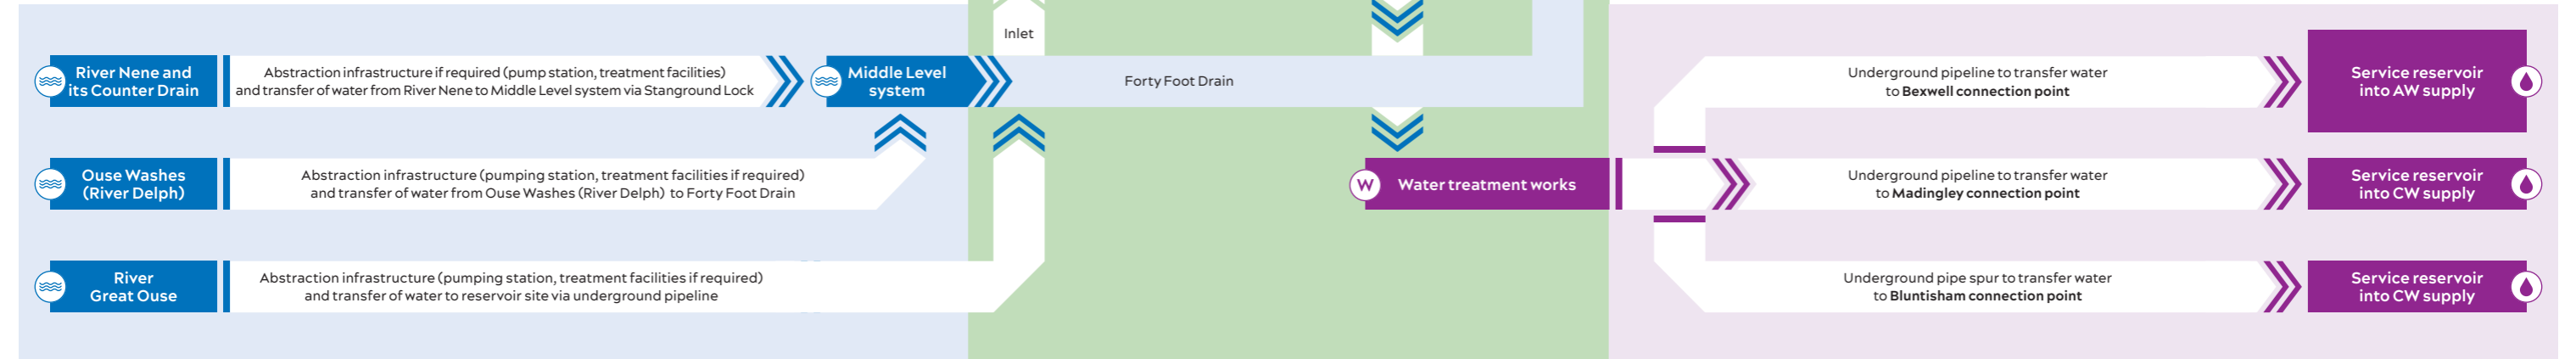 Inlet
River Nene and
its Counter Drain
Abstraction infrastructure if required (pump station, treatment facilities)
and transfer of water from River Nene to Middle Level system via Stanground Lock
Middle Level
system
Forty Foot Drain
Underground pipeline to transfer water
to Bexwell connection point
Service reservoir
into AW supply
Ouse Washes
(River Delph)
Abstraction infrastructure (pumping station, treatment facilities if required)
and transfer of water from Ouse Washes (River Delph) to Forty Foot Drain
W
Water treatment works
Underground pipeline to transfer water
to Madingley connection point
Service reservoir
into CW supply
River
Great Ouse
Abstraction infrastructure (pumping station, treatment facilities if required)
and transfer of water to reservoir site via underground pipeline
Underground pipe spur to transfer water
to Bluntisham connection point
Service reservoir
into CW supply